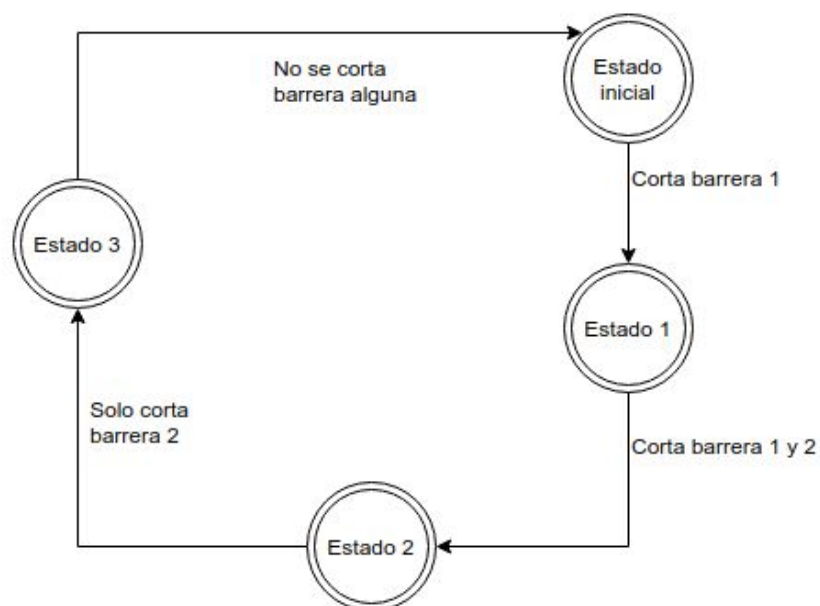 Estado
inicial
No se corta
barrera alguna
Corta barrera 1
Estado 3
Estado 1
Solo corta
barrera 2
Corta barrera 1 y 2
Estado 2